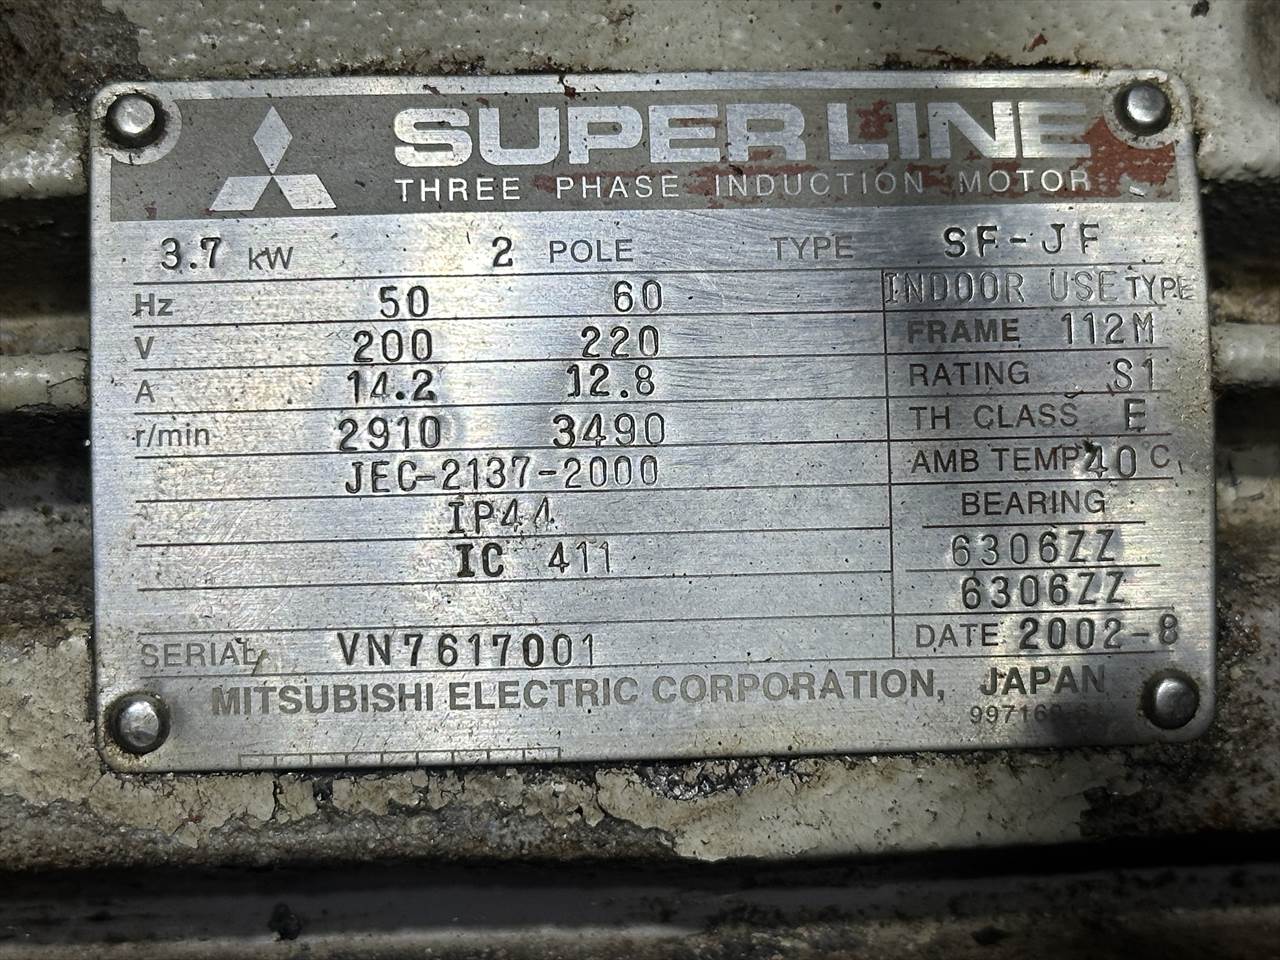 SUPER LINE
THREE PHASE INDUCTION MOTOR
3.7 kW 2 POLE TYPE SF-JF
Hz 50 60 INDOOR USE TYPE
V 200 220 FRAME 112M
A 14.2 12.8 RATING S1
r/min 2910 3490 TH CLASS E
JEC-2137-2000 AMB TEMP 40 °C
IP44 BEARING
IC 411 6306ZZ
6306ZZ
SERIAL VN7617001 DATE 2002-8
MITSUBISHI ELECTRIC CORPORATION, JAPAN